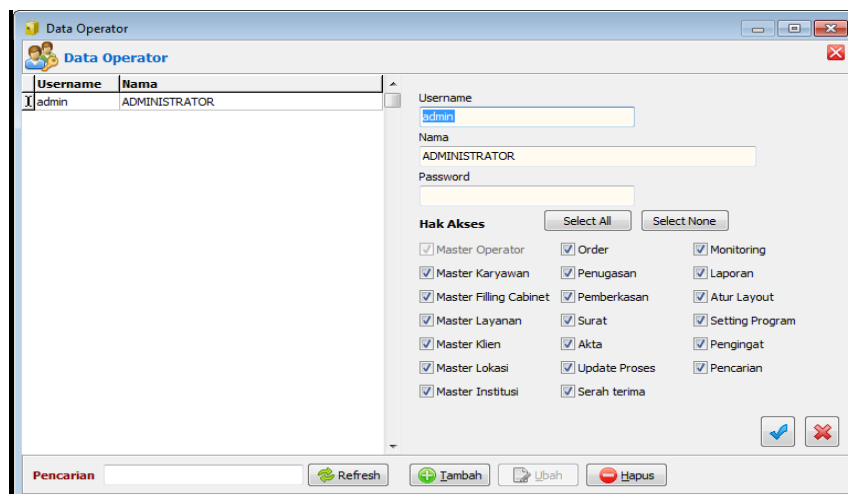 Data Operator
Data Operator
Username Nama
admin ADMINISTRATOR
Username
admin
Nama
ADMINISTRATOR
Password
Hak Akses Select All Select None
Master Operator Order Monitoring
Master Karyawan Penugasan Laporan
Master Filling Cabinet Pemberkasan Atur Layout
Master Layanan Surat Setting Program
Master Klien Akta Pengingat
Master Lokasi Update Proses Pencarian
Master Institusi Serah terima
Pencarian Refresh Tambah Ubah Hapus